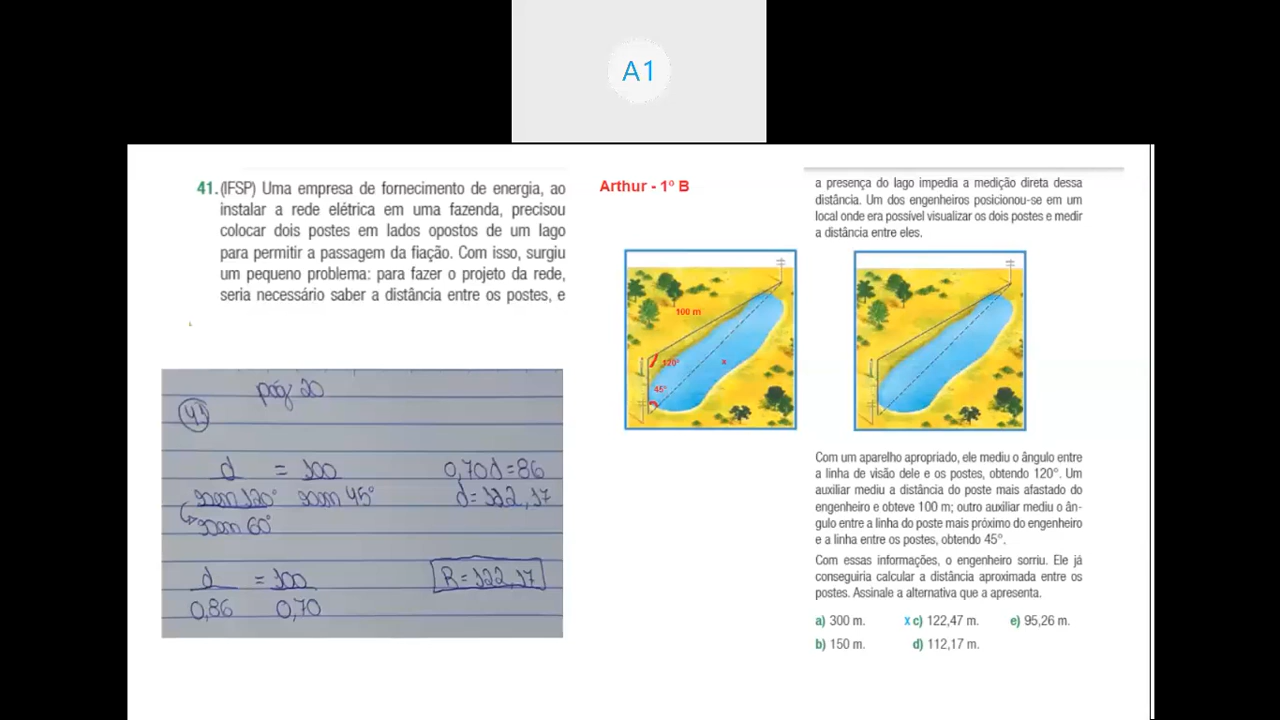 A1
41. (IFSP) Uma empresa de fornecimento de energia, ao
instalar a rede elétrica em uma fazenda, precisou
colocar dois postes em lados opostos de um lago
para permitir a passagem da fiação. Com isso, surgiu
um pequeno problema: para fazer o projeto da rede,
seria necessário saber a distância entre os postes, e
Arthur - 1º B
100 m
120°
x
45°
a presença do lago impedia a medição direta dessa
distância. Um dos engenheiros posicionou-se em um
local onde era possível visualizar os dois postes e medir
a distância entre eles.
Com um aparelho apropriado, ele mediu o ângulo entre
a linha de visão dele e os postes, obtendo 120°. Um
auxiliar mediu a distância do poste mais afastado do
engenheiro e obteve 100 m; outro auxiliar mediu o ân-
gulo entre a linha do poste mais próximo do engenheiro
e a linha entre os postes, obtendo 45°.
Com essas informações, o engenheiro sorriu. Ele já
conseguiria calcular a distância aproximada entre os
postes. Assinale a alternativa que a apresenta.
a) 300 m. x c) 122,47 m. e) 95,26 m.
b) 150 m. d) 112,17 m.
pág 20
41
d = 100
sen 120° sen 45°
sen 60°
d = 100
0,86 0,70
0,70d = 86
d = 122,17
R = 122,17